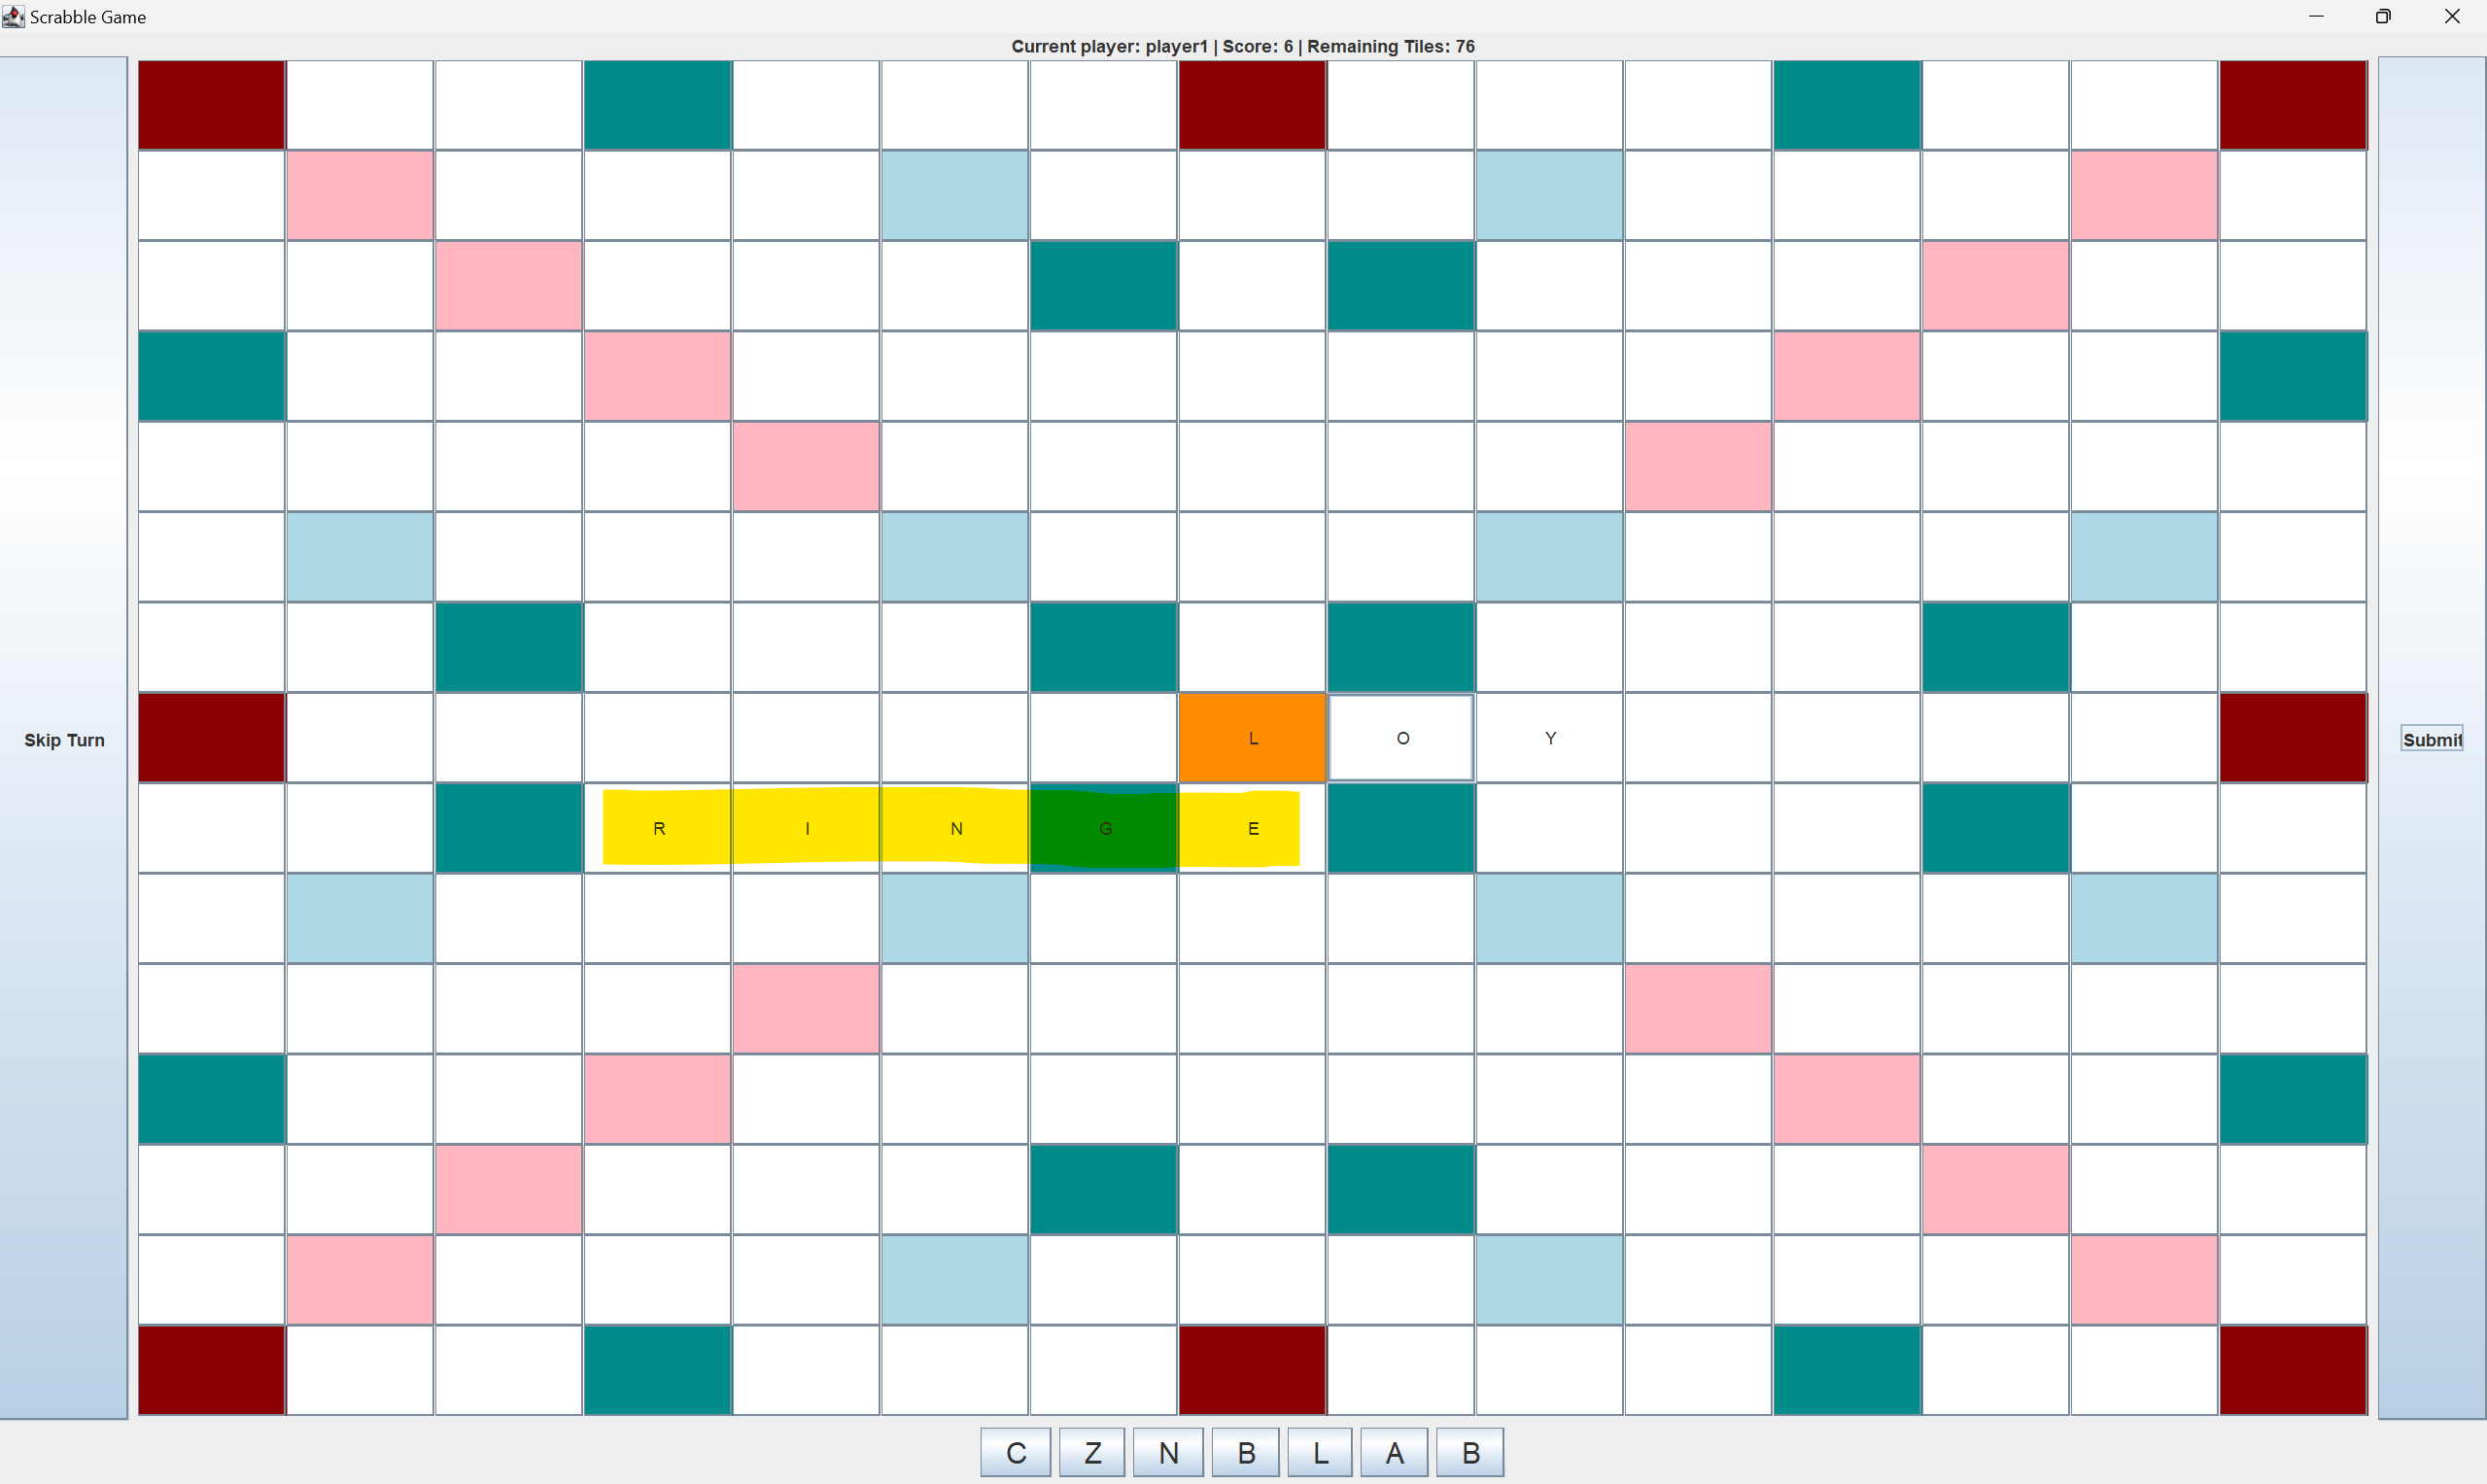 Scrabble Game
Current player: player1 | Score: 6 | Remaining Tiles: 76
L O Y
Skip Turn
Submit
R I N G E
C Z N B L A B